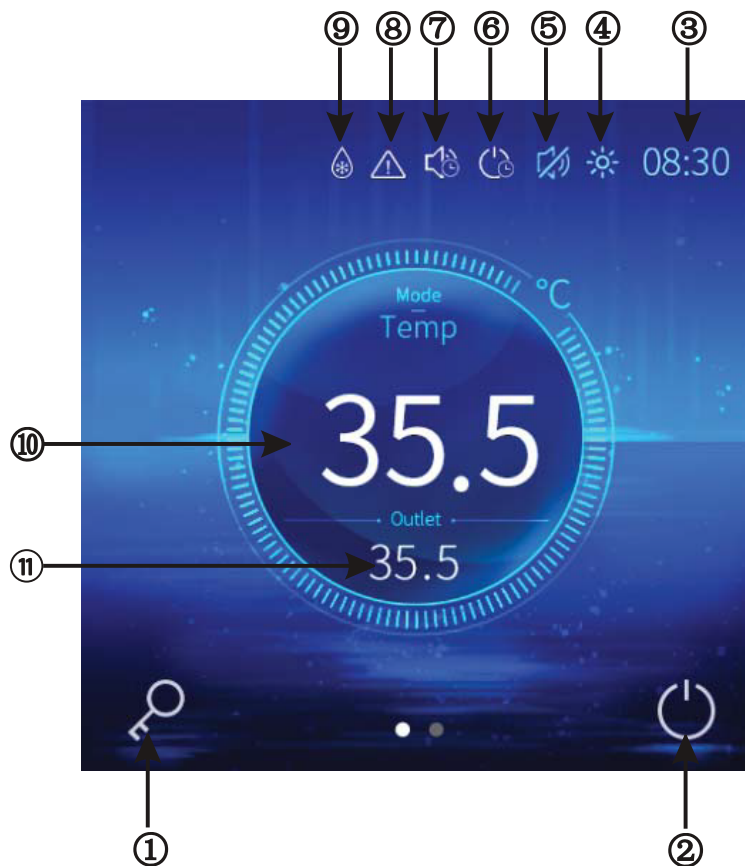 ⑨ ⑧ ⑦ ⑥ ⑤ ④ ③
08:30
°C
Mode
Temp
35.5
⑩
Outlet
35.5
⑪
① ②